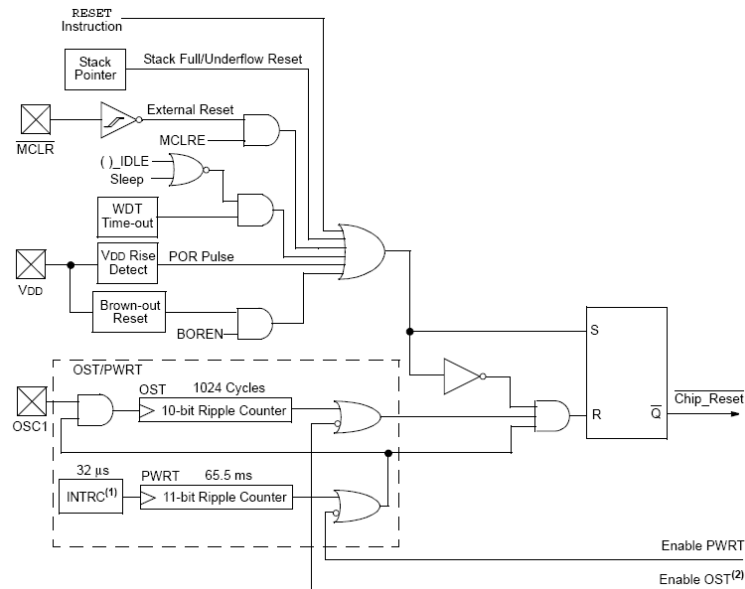 RESET
Instruction
Stack
Pointer
Stack Full/Underflow Reset
MCLR
External Reset
MCLRE
( )_IDLE
Sleep
WDT
Time-out
VDD
VDD Rise
Detect
POR Pulse
Brown-out
Reset
BOREN
S
R
Q
Chip_Reset
OST/PWRT
OSC1
OST
1024 Cycles
10-bit Ripple Counter
32 µs
INTRC(1)
PWRT
65.5 ms
11-bit Ripple Counter
Enable PWRT
Enable OST(2)